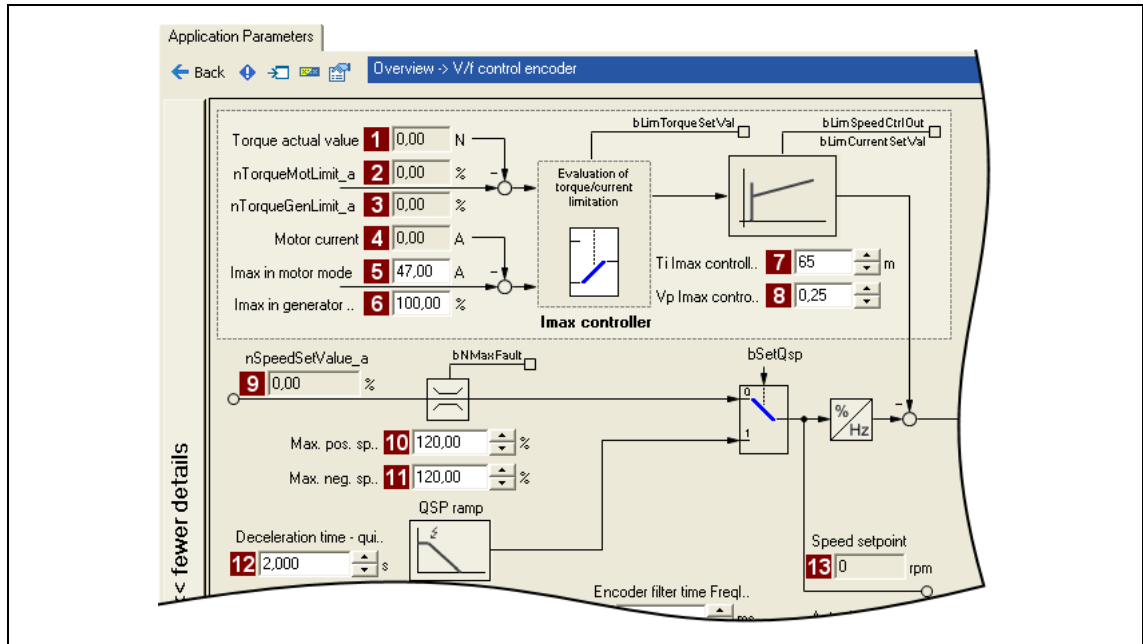 Application Parameters
Back
Overview -> V/f control encoder
bLimTorqueSetVal
bLimSpeedCtrlOut
bLimCurrentSetVal
Torque actual value 1 0,00 N
nTorqueMotLimit_a 2 0,00 %
nTorqueGenLimit_a 3 0,00 %
Motor current 4 0,00 A
Imax in motor mode 5 47,00 A
Imax in generator .. 6 100,00 %
Evaluation of
torque/current
limitation
Imax controller
Ti Imax controll.. 7 65 m
Vp Imax contro.. 8 0,25
nSpeedSetValue_a
9 0,00 %
bNMaxFault
bSetQsp
0
1
%
Hz
Max. pos. sp.. 10 120,00 %
Max. neg. sp.. 11 120,00 %
QSP ramp
Deceleration time - qui..
12 2,000 s
Speed setpoint
13 0 rpm
Encoder filter time Freql..
<< fewer details